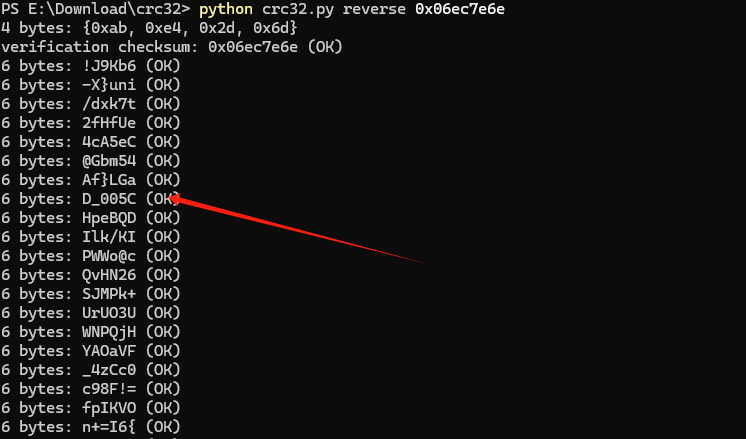 PS E:\Download\crc32> python crc32.py reverse 0x06ec7e6e
4 bytes: {0xab, 0xe4, 0x2d, 0x6d}
verification checksum: 0x06ec7e6e (OK)
6 bytes: !J9Kb6 (OK)
6 bytes: -X}uni (OK)
6 bytes: /dxk7t (OK)
6 bytes: 2fHfUe (OK)
6 bytes: 4cA5eC (OK)
6 bytes: @Gbm54 (OK)
6 bytes: Af}LGa (OK)
6 bytes: D_005C (OK)
6 bytes: HpeBQD (OK)
6 bytes: Ilk/KI (OK)
6 bytes: PWWo@c (OK)
6 bytes: QvHN26 (OK)
6 bytes: SJMPk+ (OK)
6 bytes: UrUO3U (OK)
6 bytes: WNPQjH (OK)
6 bytes: YAOaVF (OK)
6 bytes: _4zCc0 (OK)
6 bytes: c98F!= (OK)
6 bytes: fpIKVO (OK)
6 bytes: n+=I6{ (OK)